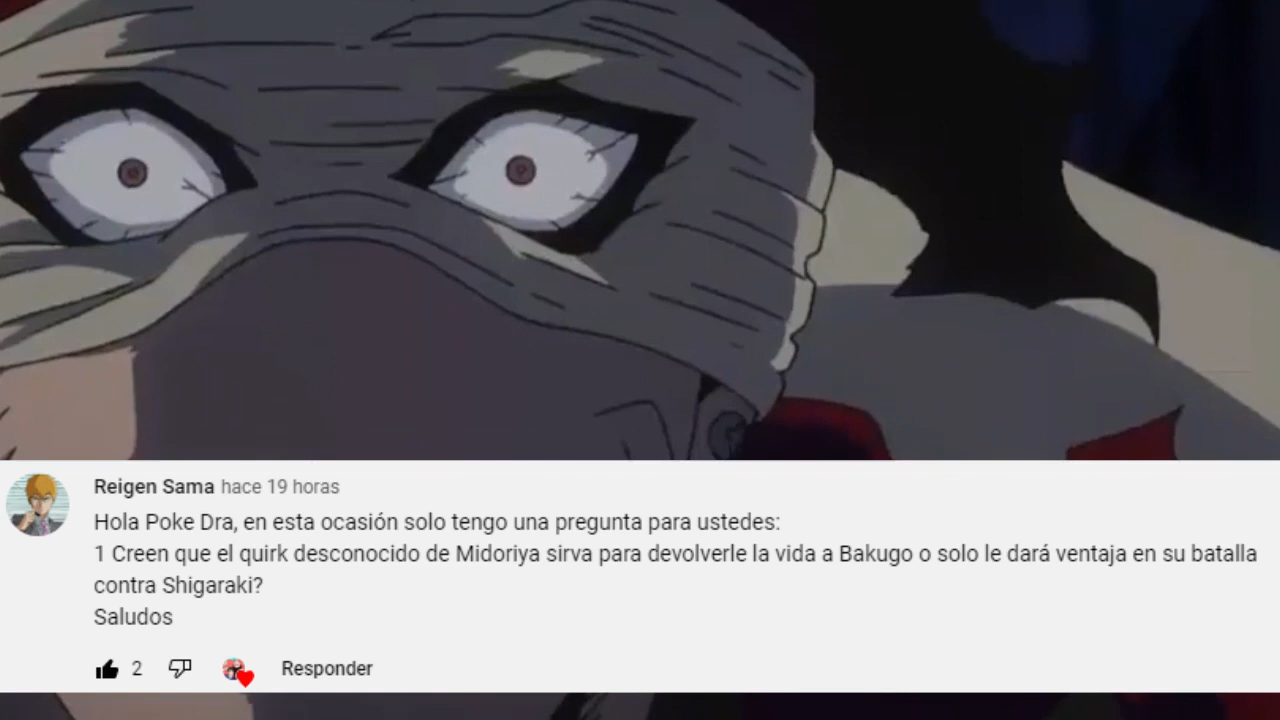 Reigen Sama hace 19 horas
Hola Poke Dra, en esta ocasión solo tengo una pregunta para ustedes:
1 Creen que el quirk desconocido de Midoriya sirva para devolverle la vida a Bakugo o solo le dará ventaja en su batalla
contra Shigaraki?
Saludos
2 Responder